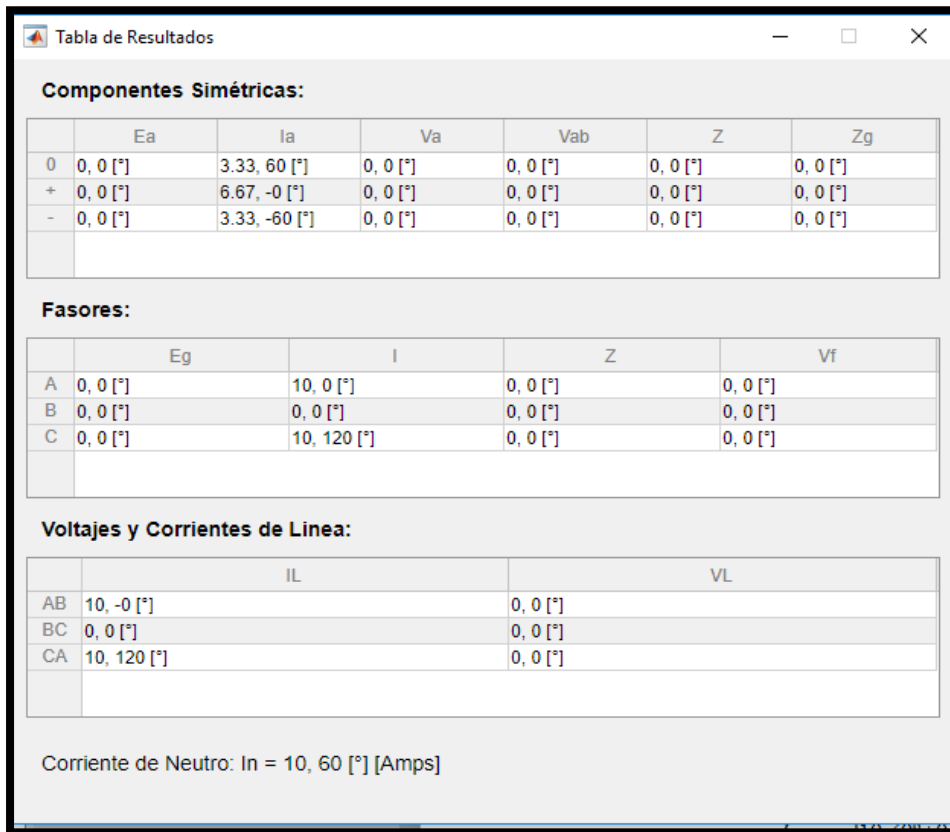 Tabla de Resultados
Componentes Simétricas:
Ea Ia Va Vab Z Zg
0 0, 0 [°] 3.33, 60 [°] 0, 0 [°] 0, 0 [°] 0, 0 [°] 0, 0 [°]
+ 0, 0 [°] 6.67, -0 [°] 0, 0 [°] 0, 0 [°] 0, 0 [°] 0, 0 [°]
- 0, 0 [°] 3.33, -60 [°] 0, 0 [°] 0, 0 [°] 0, 0 [°] 0, 0 [°]
Fasores:
Eg I Z Vf
A 0, 0 [°] 10, 0 [°] 0, 0 [°] 0, 0 [°]
B 0, 0 [°] 0, 0 [°] 0, 0 [°] 0, 0 [°]
C 0, 0 [°] 10, 120 [°] 0, 0 [°] 0, 0 [°]
Voltajes y Corrientes de Linea:
IL VL
AB 10, -0 [°] 0, 0 [°]
BC 0, 0 [°] 0, 0 [°]
CA 10, 120 [°] 0, 0 [°]
Corriente de Neutro: In = 10, 60 [°] [Amps]